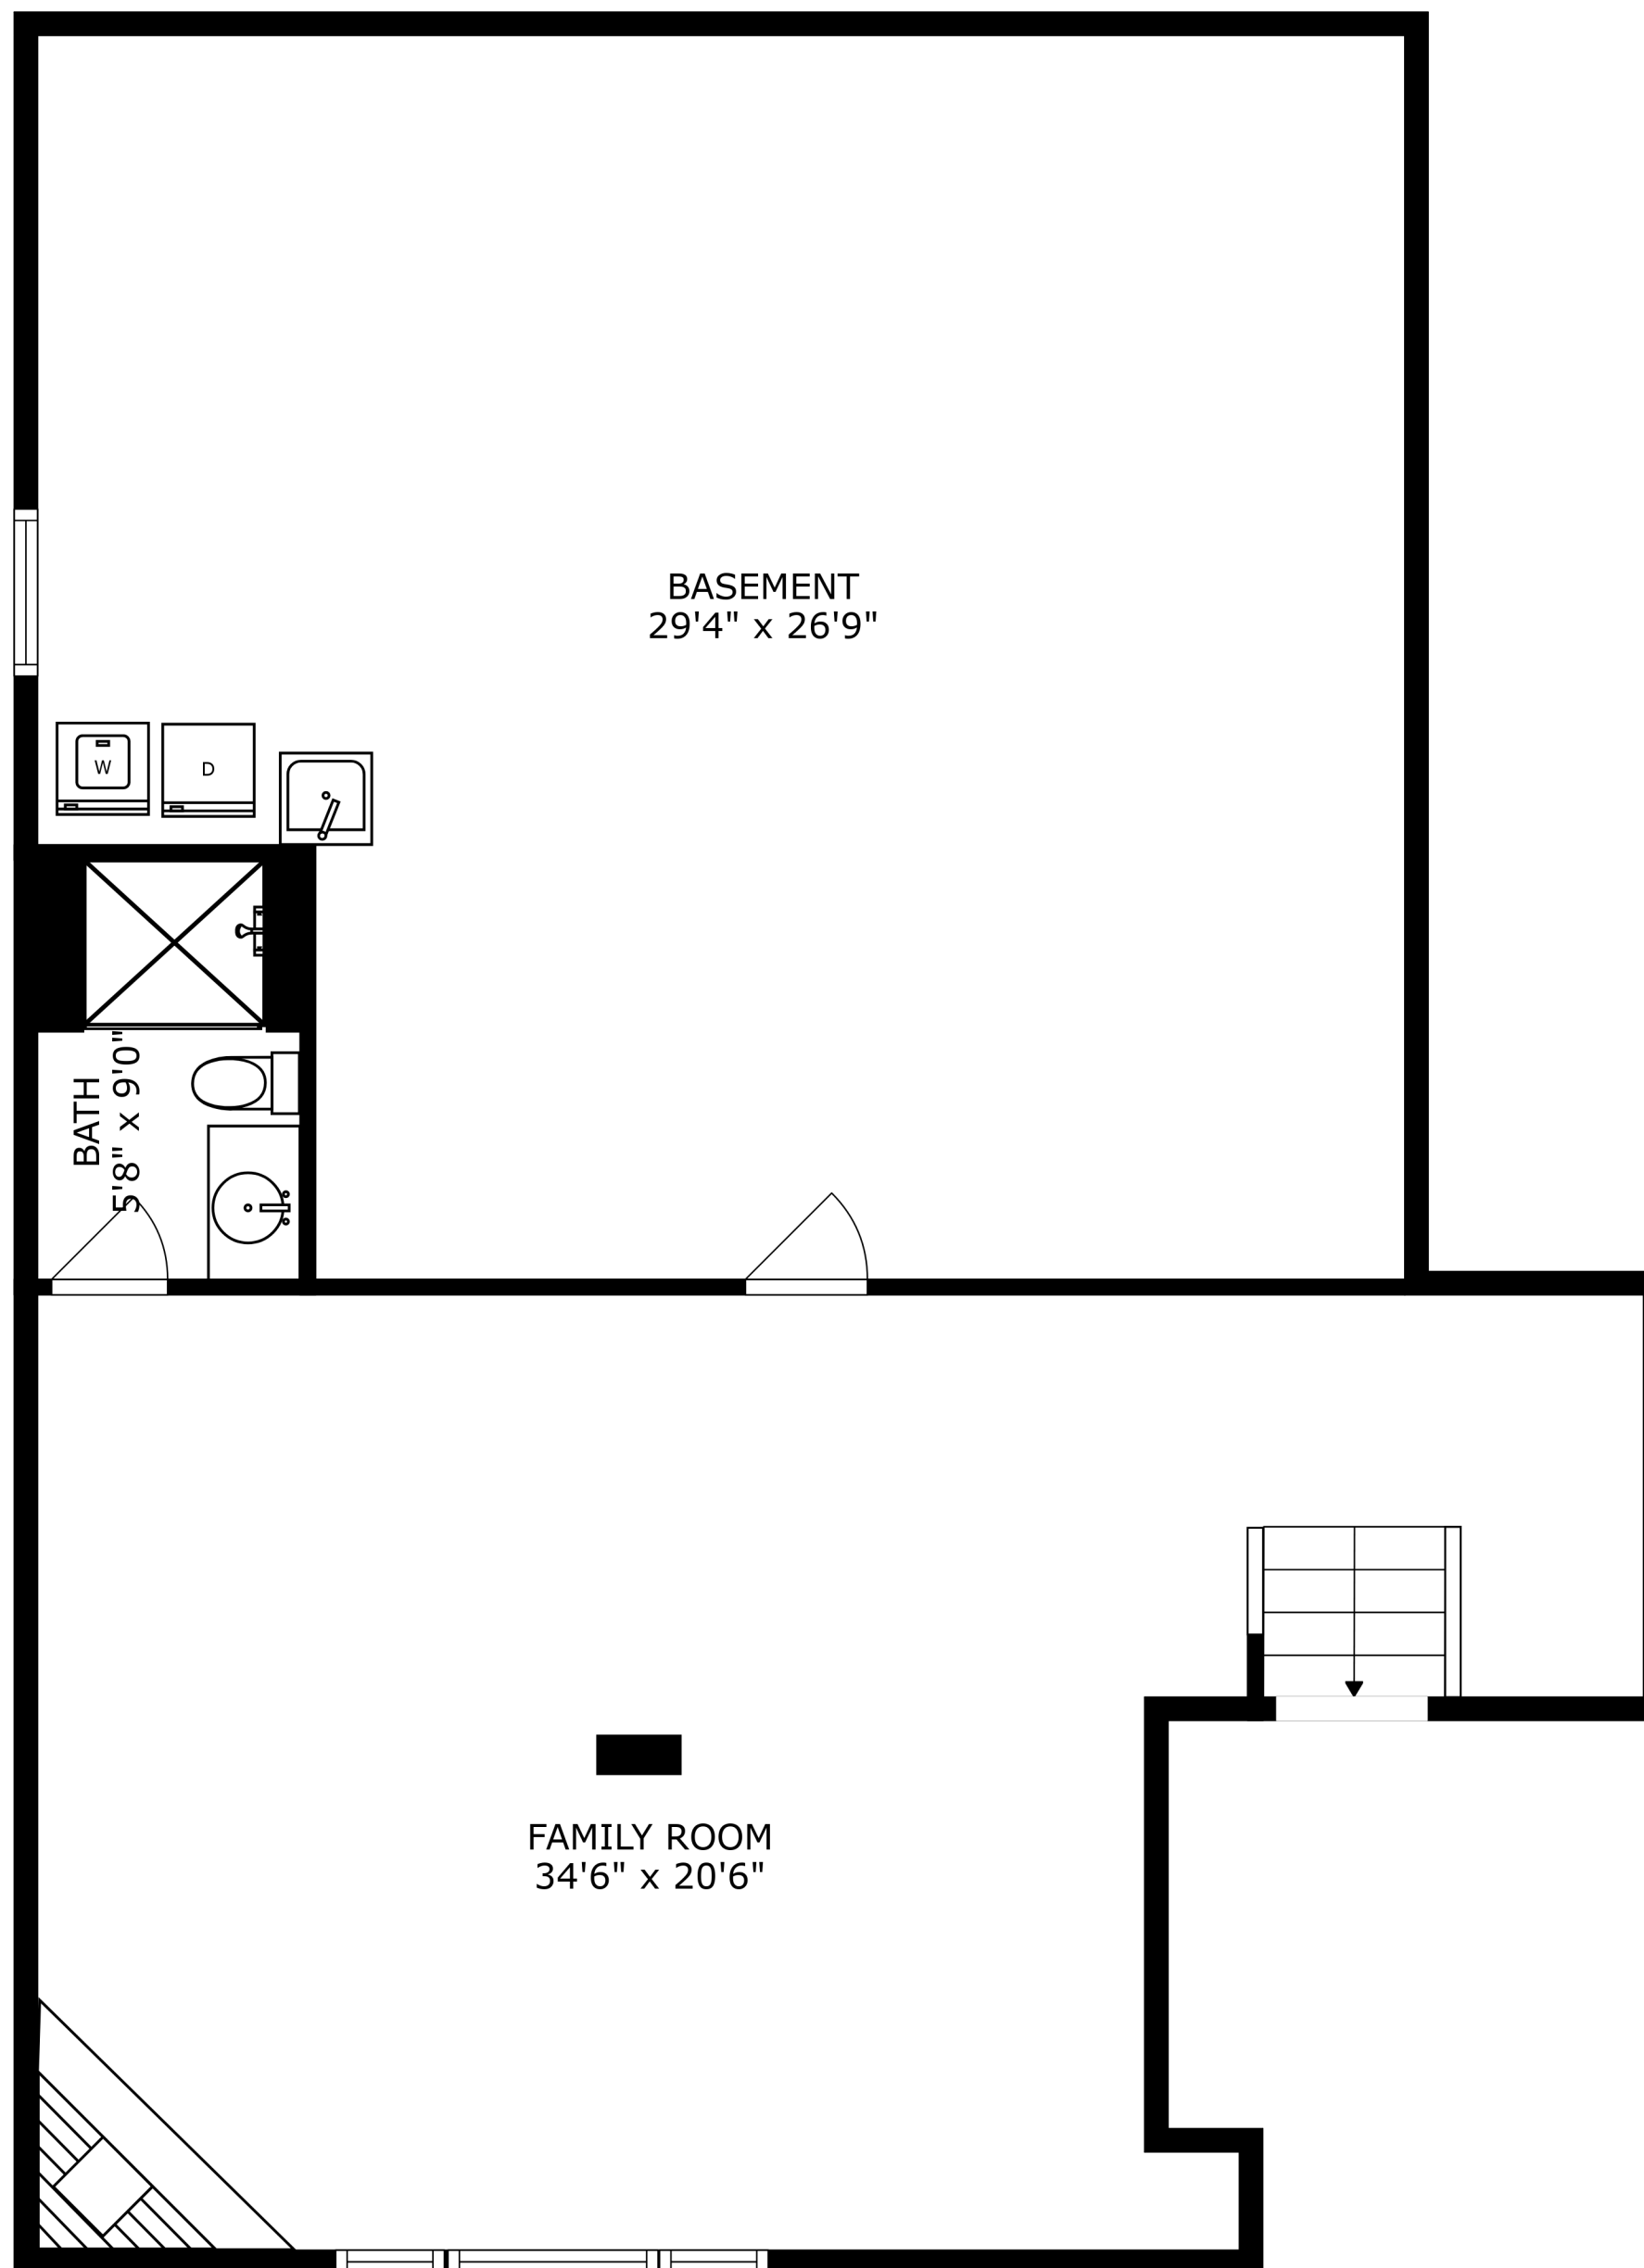 BASEMENT
29'4" x 26'9"
W
D
BATH
5'8" x 9'0"
FAMILY ROOM
34'6" x 20'6"